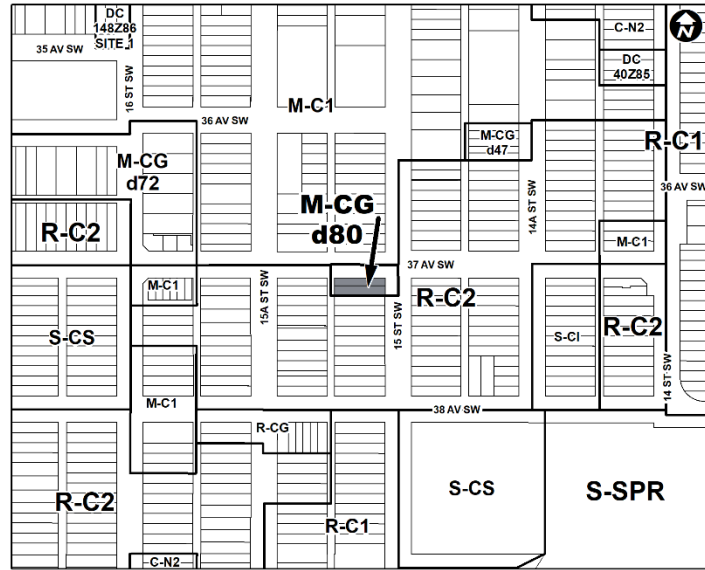 DC
148Z86
SITE 1
35 AV SW
16 ST SW
C-N2
N
DC
40Z85
M-C1
36 AV SW
M-CG
d72
M-CG
d47
R-C1
14A ST SW
36 AV SW
R-C2
M-CG
d80
M-C1
37 AV SW
M-C1
15A ST SW
15 ST SW
R-C2
R-C2
S-CS
S-CI
14 ST SW
M-C1
38 AV SW
R-CG
R-C2
R-C1
S-CS
S-SPR
C-N2